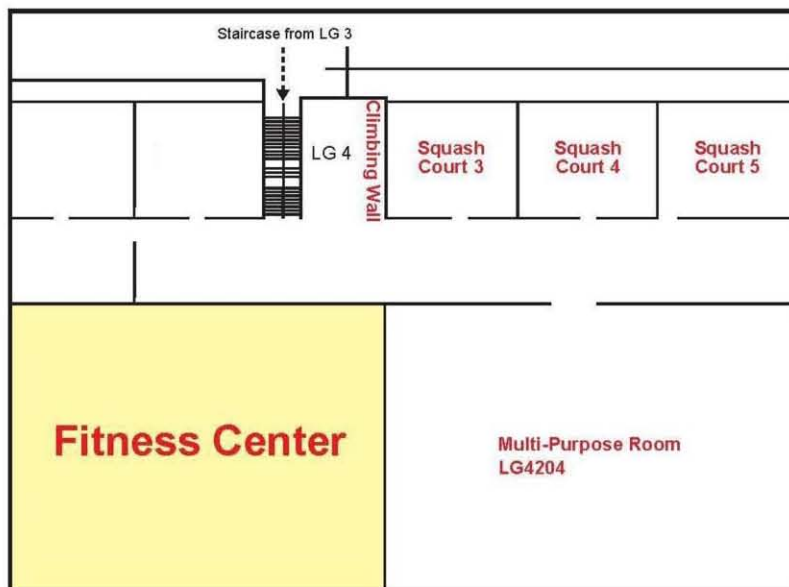 Staircase from LG 3
LG 4
Climbing Wall
Squash
Court 3
Squash
Court 4
Squash
Court 5
Fitness Center
Multi-Purpose Room
LG4204